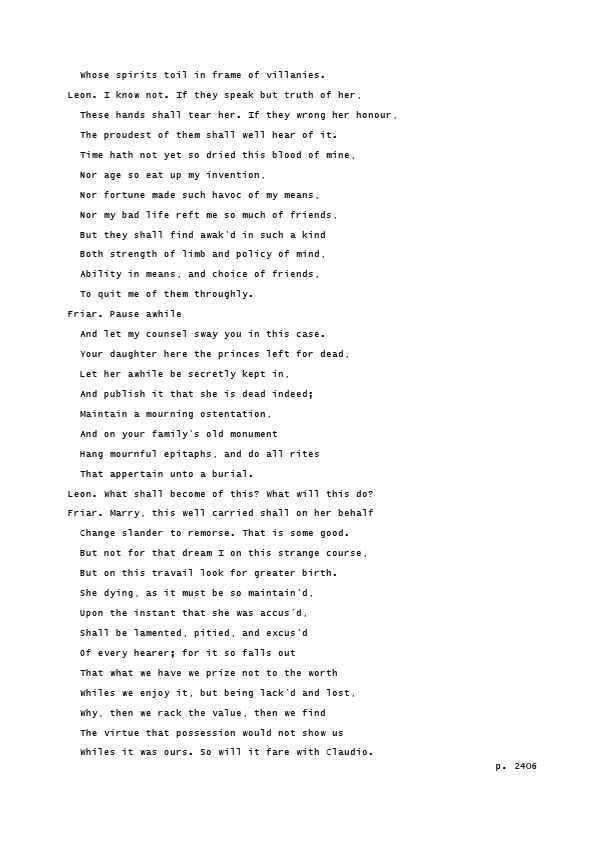 Whose spirits toil in frame of villanies.
Leon. I know not. If they speak but truth of her,
These hands shall tear her. If they wrong her honour,
The proudest of them shall well hear of it.
Time hath not yet so dried this blood of mine,
Nor age so eat up my invention,
Nor fortune made such havoc of my means,
Nor my bad life reft me so much of friends,
But they shall find awak'd in such a kind
Both strength of limb and policy of mind,
Ability in means, and choice of friends,
To quit me of them throughly.
Friar. Pause awhile
And let my counsel sway you in this case.
Your daughter here the princes left for dead,
Let her awhile be secretly kept in,
And publish it that she is dead indeed;
Maintain a mourning ostentation,
And on your family's old monument
Hang mournful epitaphs, and do all rites
That appertain unto a burial.
Leon. What shall become of this? What will this do?
Friar. Marry, this well carried shall on her behalf
Change slander to remorse. That is some good.
But not for that dream I on this strange course,
But on this travail look for greater birth.
She dying, as it must be so maintain'd,
Upon the instant that she was accus'd,
Shall be lamented, pitied, and excus'd
Of every hearer; for it so falls out
That what we have we prize not to the worth
Whiles we enjoy it, but being lack'd and lost,
Why, then we rack the value, then we find
The virtue that possession would not show us
Whiles it was ours. So will it fare with Claudio.
p. 2406